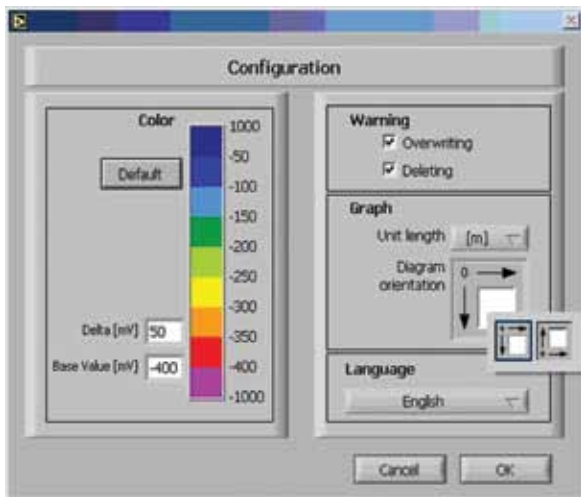 Configuration
Color
Default
1000
-50
-100
-150
-200
-250
-300
-350
-400
-1000
Delta [mV] 50
Base Value [mV] -400
Warning
Overwriting
Deleting
Graph
Unit length [m]
Diagram
orientation
0
Language
English
Cancel
OK